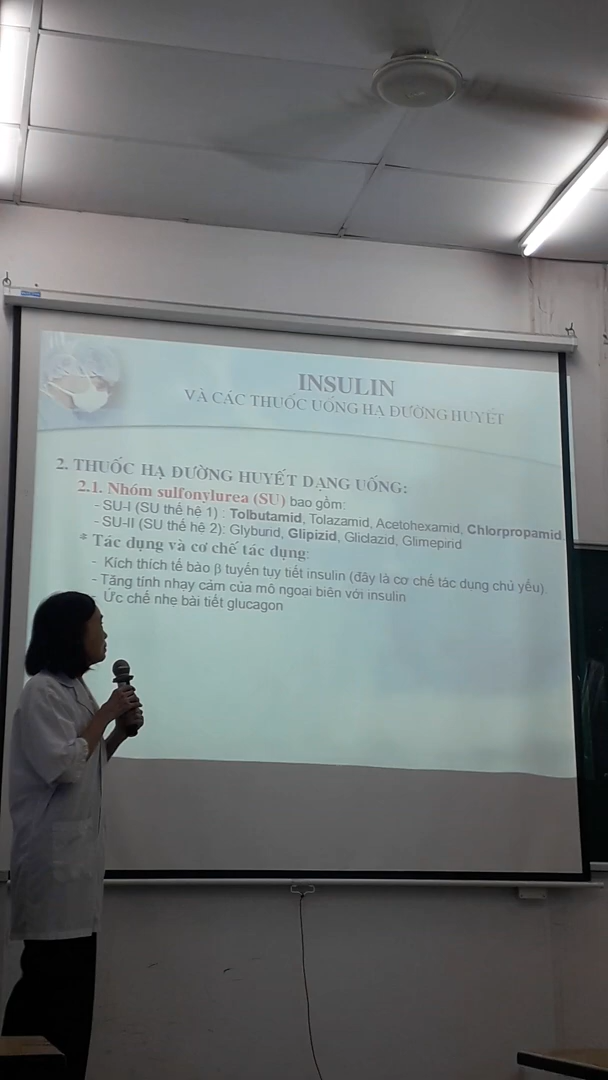 INSULIN
VÀ CÁC THUỐC UỐNG HẠ ĐƯỜNG HUYẾT
2. THUỐC HẠ ĐƯỜNG HUYẾT DẠNG UỐNG:
2.1. Nhóm sulfonylurea (SU) bao gồm:
- SU-I (SU thế hệ 1) : Tolbutamid, Tolazamid, Acetohexamid, Chlorpropamid.
- SU-II (SU thế hệ 2): Glyburid, Glipizid, Gliclazid, Glimepirid
* Tác dụng và cơ chế tác dụng:
- Kích thích tế bào β tuyến tụy tiết insulin (đây là cơ chế tác dụng chủ yếu).
- Tăng tính nhạy cảm của mô ngoại biên với insulin
- Ức chế nhẹ bài tiết glucagon